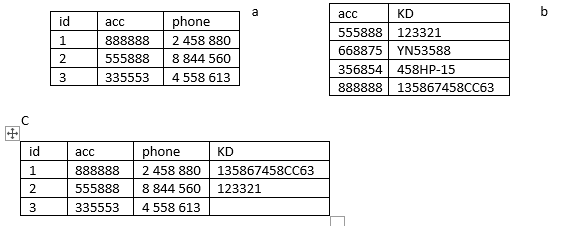 a
id acc phone
1 888888 2 458 880
2 555888 8 844 560
3 335553 4 558 613
b
acc KD
555888 123321
668875 YN53588
356854 458HP-15
888888 135867458CC63
C
id acc phone KD
1 888888 2 458 880 135867458CC63
2 555888 8 844 560 123321
3 335553 4 558 613